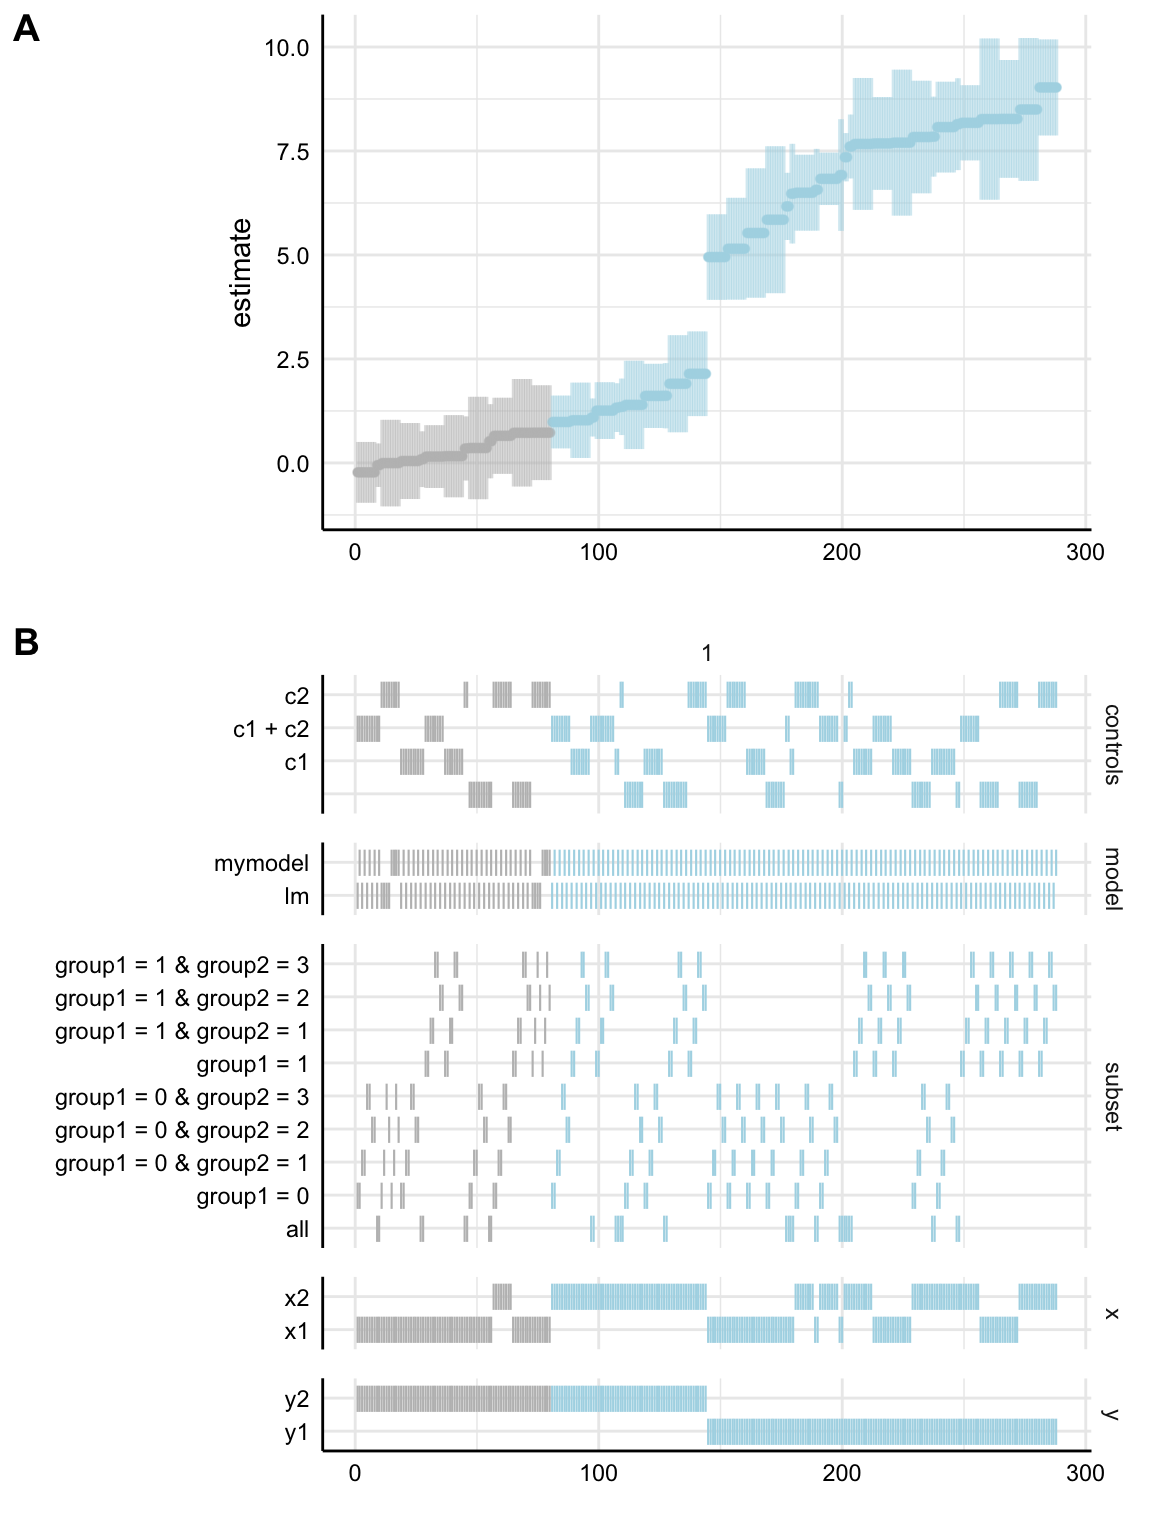 A
10.0
7.5
5.0
2.5
0.0
estimate
0 100 200 300
B
1
c2
c1 + c2
c1
controls
mymodel
lm
model
group1 = 1 & group2 = 3
group1 = 1 & group2 = 2
group1 = 1 & group2 = 1
group1 = 1
group1 = 0 & group2 = 3
group1 = 0 & group2 = 2
group1 = 0 & group2 = 1
group1 = 0
all
subset
x2
x1
x
y2
y1
y
0 100 200 300